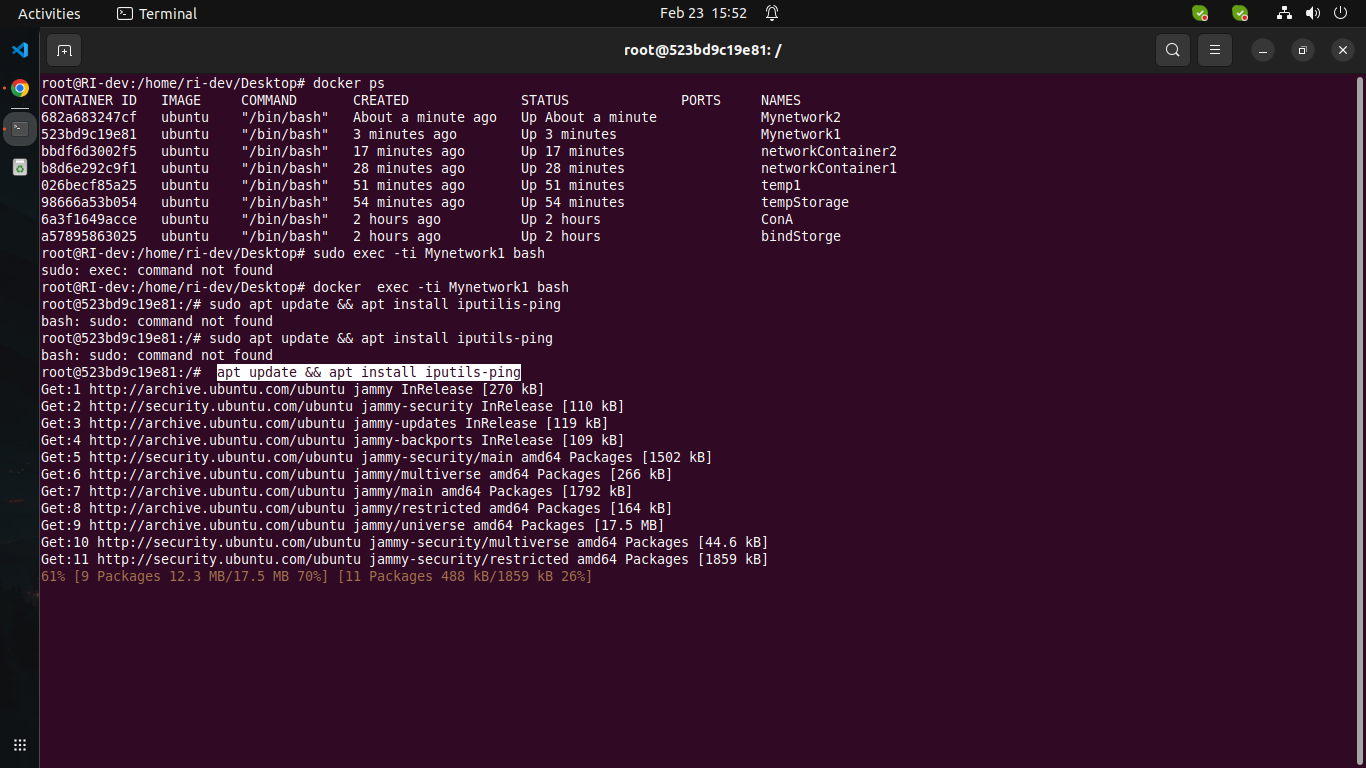 Activities Terminal Feb 23 15:52
root@523bd9c19e81: /
root@RI-dev:/home/ri-dev/Desktop# docker ps
CONTAINER ID   IMAGE     COMMAND       CREATED              STATUS              PORTS     NAMES
682a683247cf   ubuntu    "/bin/bash"   About a minute ago   Up About a minute             Mynetwork2
523bd9c19e81   ubuntu    "/bin/bash"   3 minutes ago        Up 3 minutes                  Mynetwork1
bbdf6d3002f5   ubuntu    "/bin/bash"   17 minutes ago       Up 17 minutes                 networkContainer2
b8d6e292c9f1   ubuntu    "/bin/bash"   28 minutes ago       Up 28 minutes                 networkContainer1
026becf85a25   ubuntu    "/bin/bash"   51 minutes ago       Up 51 minutes                 temp1
98666a53b054   ubuntu    "/bin/bash"   54 minutes ago       Up 54 minutes                 tempStorage
6a3f1649acce   ubuntu    "/bin/bash"   2 hours ago          Up 2 hours                    ConA
a57895863025   ubuntu    "/bin/bash"   2 hours ago          Up 2 hours                    bindStorge
root@RI-dev:/home/ri-dev/Desktop# sudo exec -ti Mynetwork1 bash
sudo: exec: command not found
root@RI-dev:/home/ri-dev/Desktop# docker  exec -ti Mynetwork1 bash
root@523bd9c19e81:/# sudo apt update && apt install iputilis-ping
bash: sudo: command not found
root@523bd9c19e81:/# sudo apt update && apt install iputils-ping
bash: sudo: command not found
root@523bd9c19e81:/#  apt update && apt install iputils-ping
Get:1 http://archive.ubuntu.com/ubuntu jammy InRelease [270 kB]
Get:2 http://security.ubuntu.com/ubuntu jammy-security InRelease [110 kB]
Get:3 http://archive.ubuntu.com/ubuntu jammy-updates InRelease [119 kB]
Get:4 http://archive.ubuntu.com/ubuntu jammy-backports InRelease [109 kB]
Get:5 http://security.ubuntu.com/ubuntu jammy-security/main amd64 Packages [1502 kB]
Get:6 http://archive.ubuntu.com/ubuntu jammy/multiverse amd64 Packages [266 kB]
Get:7 http://archive.ubuntu.com/ubuntu jammy/main amd64 Packages [1792 kB]
Get:8 http://archive.ubuntu.com/ubuntu jammy/restricted amd64 Packages [164 kB]
Get:9 http://archive.ubuntu.com/ubuntu jammy/universe amd64 Packages [17.5 MB]
Get:10 http://security.ubuntu.com/ubuntu jammy-security/multiverse amd64 Packages [44.6 kB]
Get:11 http://security.ubuntu.com/ubuntu jammy-security/restricted amd64 Packages [1859 kB]
61% [9 Packages 12.3 MB/17.5 MB 70%] [11 Packages 488 kB/1859 kB 26%]